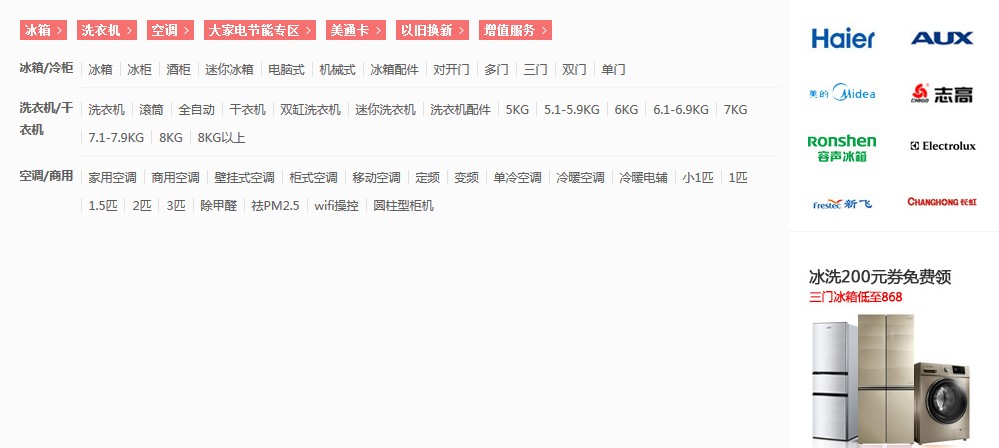 冰箱 > 洗衣机 > 空调 > 大家电节能专区 > 美通卡 > 以旧换新 > 增值服务 >
冰箱/冷柜 冰箱 冰柜 酒柜 迷你冰箱 电脑式 机械式 冰箱配件 对开门 多门 三门 双门 单门
洗衣机/干衣机 洗衣机 滚筒 全自动 干衣机 双缸洗衣机 迷你洗衣机 洗衣机配件 5KG 5.1-5.9KG 6KG 6.1-6.9KG 7KG
7.1-7.9KG 8KG 8KG以上
空调/商用 家用空调 商用空调 壁挂式空调 柜式空调 移动空调 定频 变频 单冷空调 冷暖空调 冷暖电辅 小1匹 1匹
1.5匹 2匹 3匹 除甲醛 祛PM2.5 wifi操控 圆柱型柜机
Haier AUX
美的 Midea CHIGO 志高
Ronshen
容声冰箱 Electrolux
Frestec 新飞 CHANGHONG 长虹
冰洗200元券免费领
三门冰箱低至868